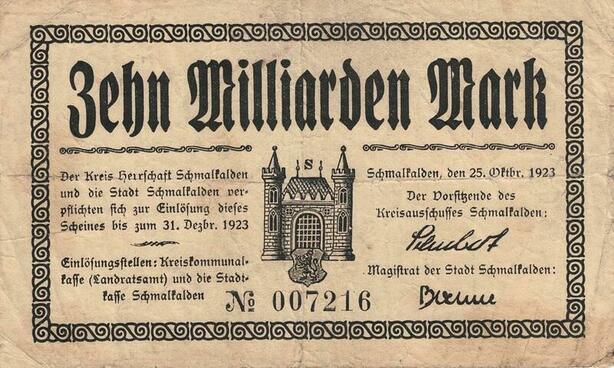 Zehn Milliarden Mark
Der Kreis Herrschaft Schmalkalden
und die Stadt Schmalkalden ver-
pflichten sich zur Einlösung dieses
Scheines bis zum 31. Dezbr. 1923
Einlösungsstellen: Kreiskommunal-
kasse (Landratsamt) und die Stadt-
kasse Schmalkalden
S
Schmalkalden, den 25. Oktbr. 1923
Der Vorsitzende des
Kreisausschusses Schmalkalden:
Magistrat der Stadt Schmalkalden:
№ 007216